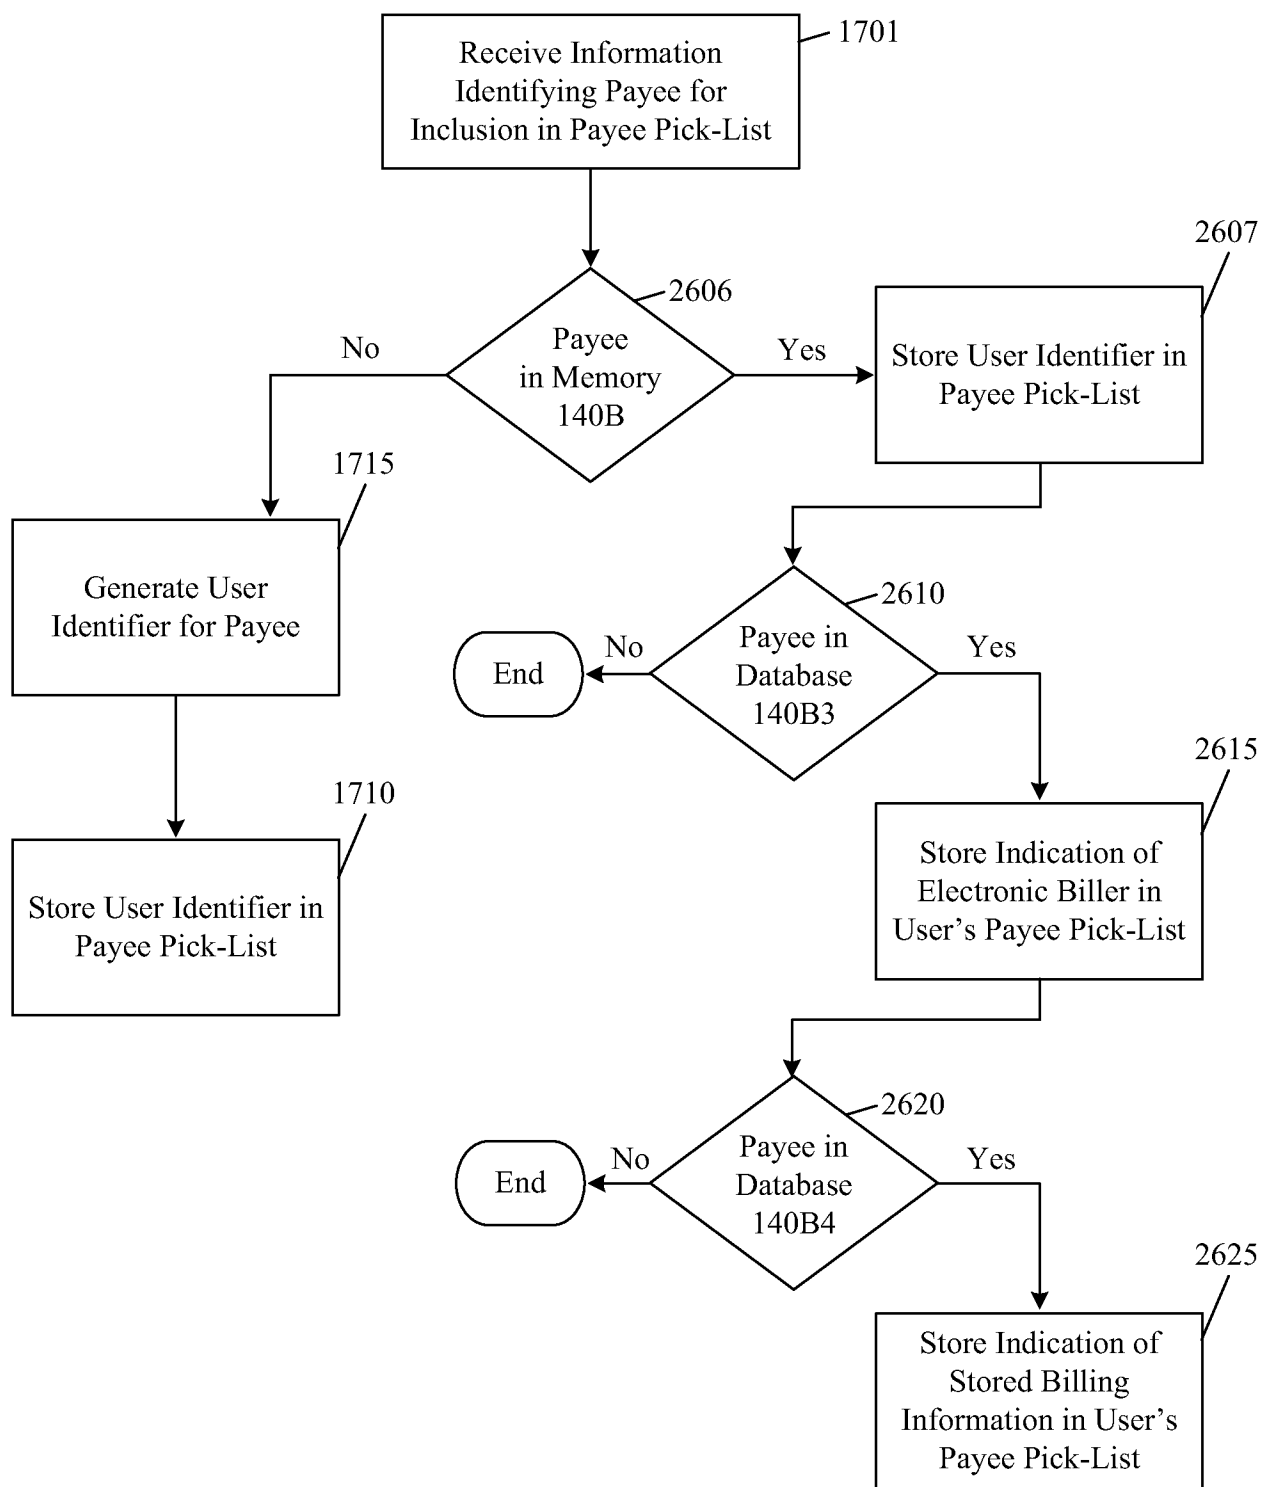 Receive Information
Identifying Payee for
Inclusion in Payee Pick-List
1701
2606
Payee
in Memory
140B
No
Yes
2607
Store User Identifier in
Payee Pick-List
1715
Generate User
Identifier for Payee
1710
Store User Identifier in
Payee Pick-List
2610
Payee in
Database
140B3
No
End
Yes
2615
Store Indication of
Electronic Biller in
User’s Payee Pick-List
2620
Payee in
Database
140B4
No
End
Yes
2625
Store Indication of
Stored Billing
Information in User’s
Payee Pick-List